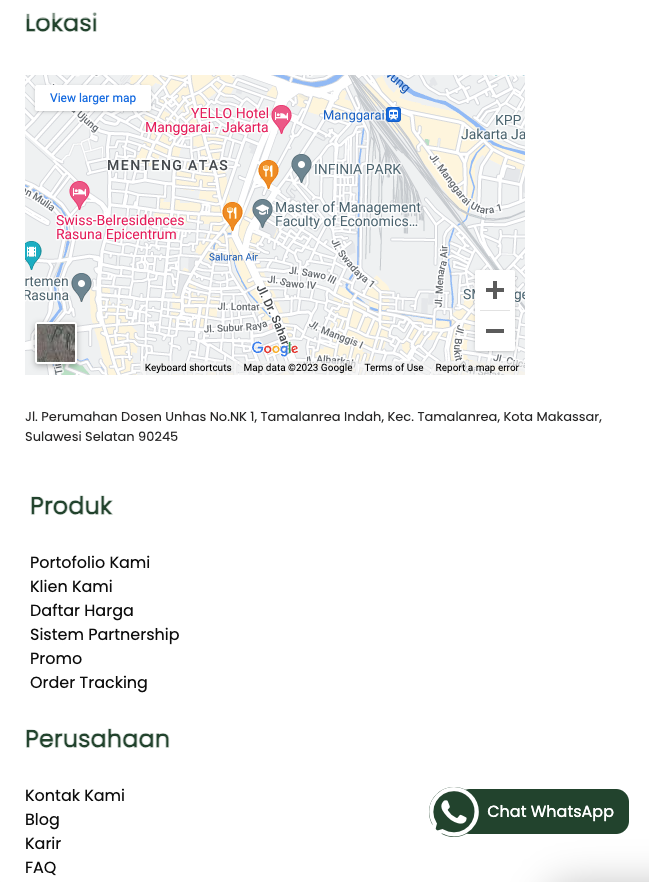 Lokasi
View larger map
Ujung
YELLO Hotel
Manggarai - Jakarta
Manggarai
KPP
Jakarta Ja
MENTENG ATAS
INFINIA PARK
Jl. Manggarai Utara 1
in Mulia
Swiss-Belresidences
Rasuna Epicentrum
Master of Management
Faculty of Economics...
Saluran Air
Jl. Swadaya 1
Jl. Menara Air
rtemen
Rasuna
Jl. Sawo III
Jl. Sawo IV
Jl. Lontar
Jl. Dr. Sahar
Jl. Subur Raya
Jl. Manggis I
Jl. Bukit
Google
Keyboard shortcuts
Map data ©2023 Google
Terms of Use
Report a map error
Jl. Perumahan Dosen Unhas No.NK 1, Tamalanrea Indah, Kec. Tamalanrea, Kota Makassar,
Sulawesi Selatan 90245
Produk
Portofolio Kami
Klien Kami
Daftar Harga
Sistem Partnership
Promo
Order Tracking
Perusahaan
Kontak Kami
Blog
Karir
FAQ
Chat WhatsApp